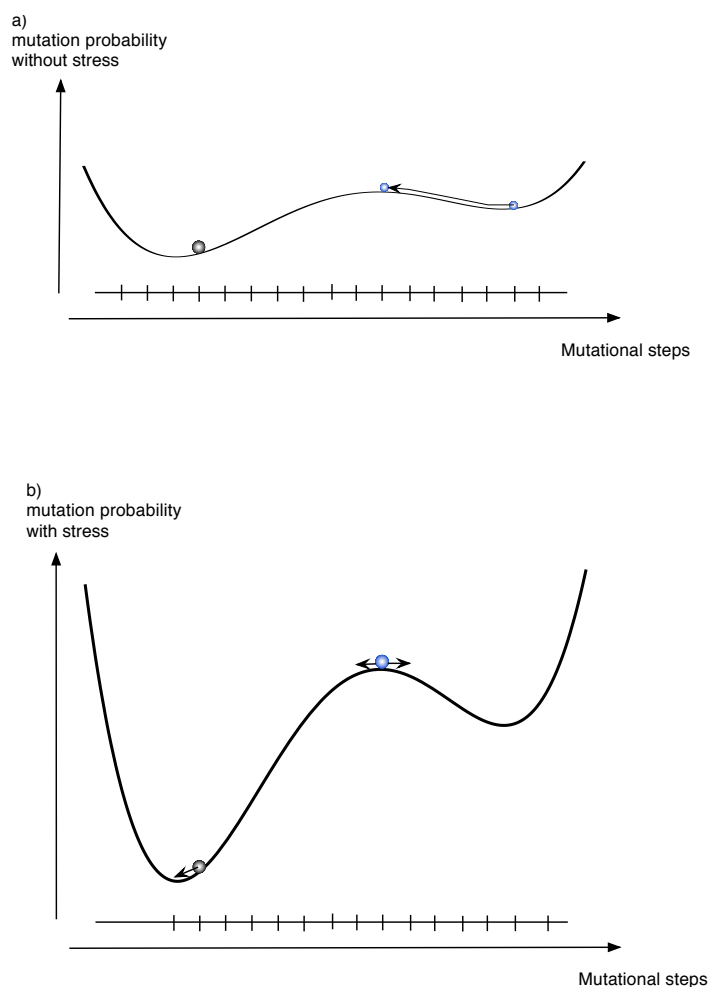 a)
mutation probability
without stress
Mutational steps
b)
mutation probability
with stress
Mutational steps